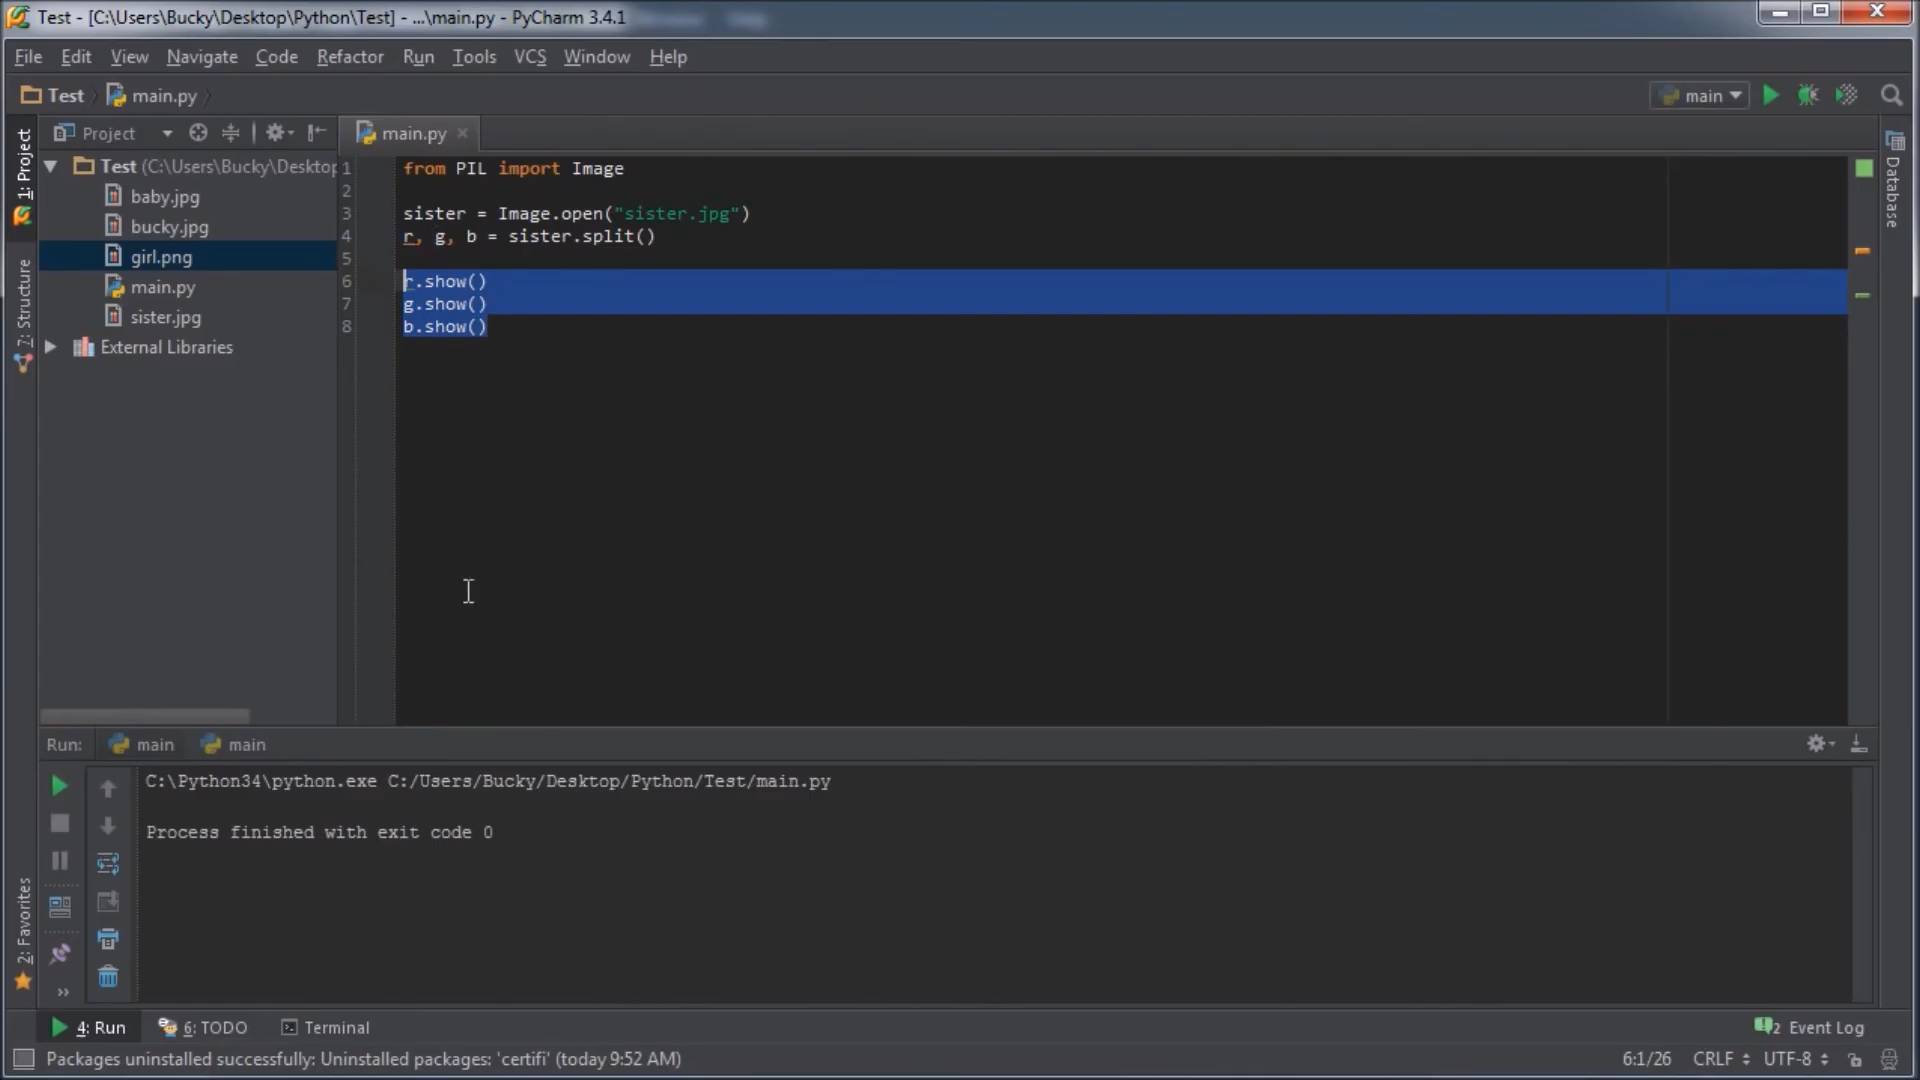 Test - [C:\Users\Bucky\Desktop\Python\Test] - ...\main.py - PyCharm 3.4.1
File Edit View Navigate Code Refactor Run Tools VCS Window Help
Test main.py main
1: Project
7: Structure
2: Favorites
Project
Test (C:\Users\Bucky\Desktop
baby.jpg
bucky.jpg
girl.png
main.py
sister.jpg
External Libraries
main.py
1 from PIL import Image
2
3 sister = Image.open("sister.jpg")
4 r, g, b = sister.split()
5
6 r.show()
7 g.show()
8 b.show()
Database
Run: main main
C:\Python34\python.exe C:/Users/Bucky/Desktop/Python/Test/main.py
Process finished with exit code 0
4: Run 6: TODO Terminal 2 Event Log
Packages uninstalled successfully: Uninstalled packages: 'certifi' (today 9:52 AM) 6:1/26 CRLF UTF-8